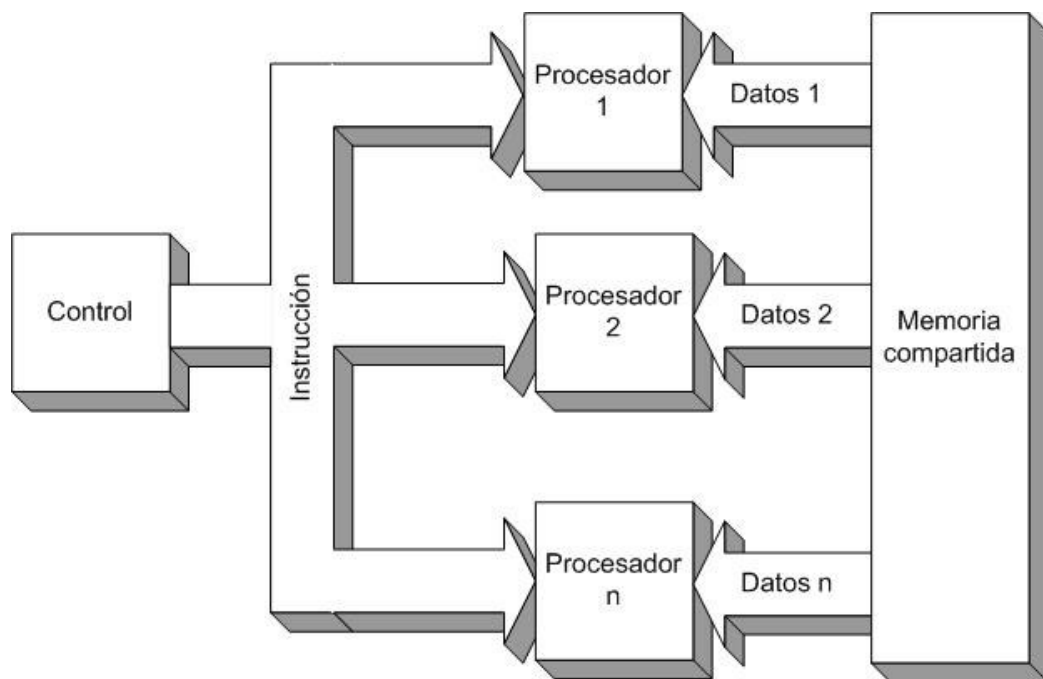 Control
Instrucción
Procesador
1
Datos 1
Procesador
2
Datos 2
Procesador
n
Datos n
Memoria
compartida